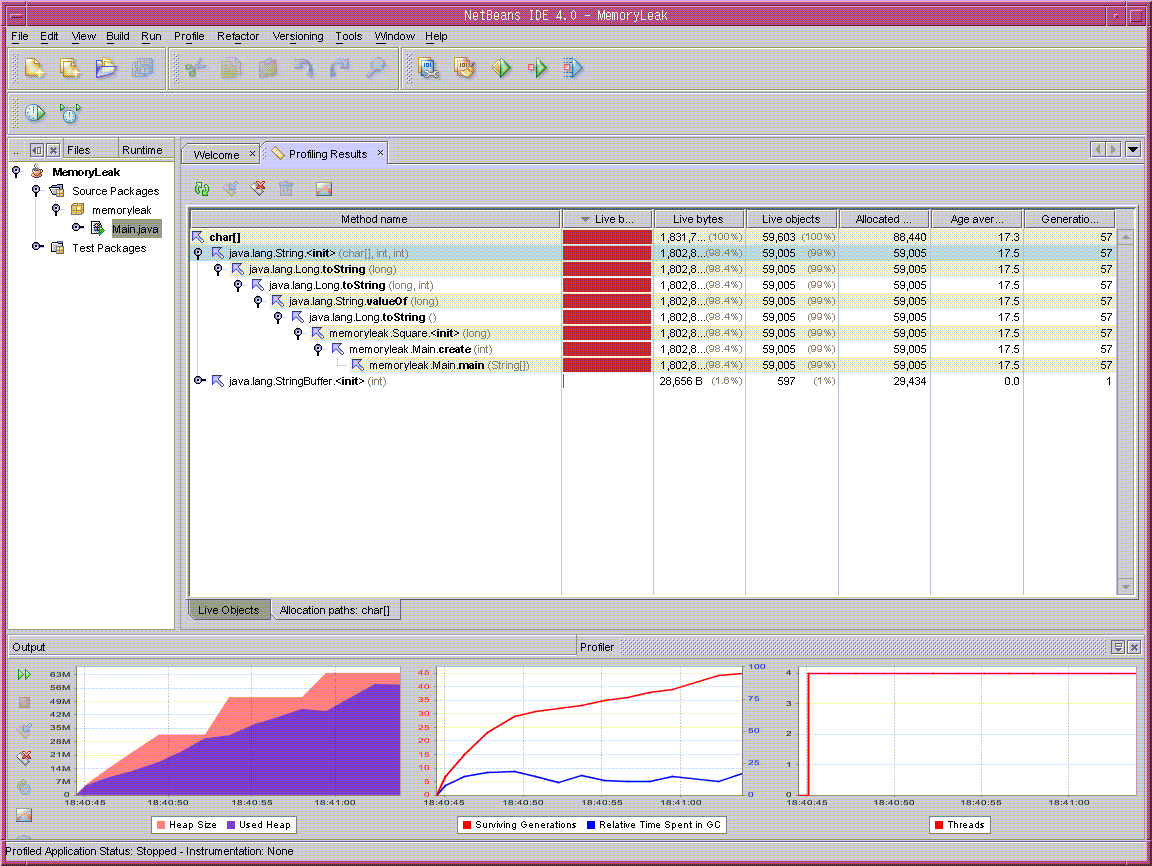 NetBeans IDE 4.0 - MemoryLeak
File Edit View Build Run Profile Refactor Versioning Tools Window Help
.. Files Runtime
Welcome × Profiling Results ×
MemoryLeak
Source Packages
memoryleak
Main.java
Test Packages
Method name Live b... Live bytes Live objects Allocated ... Age aver... Generatio...
char[] 1,831,7... (100%) 59,603 (100%) 88,440 17.3 57
java.lang.String.<init> (char[], int, int) 1,802,8... (98.4%) 59,005 (99%) 59,005 17.5 57
java.lang.Long.toString (long) 1,802,8... (98.4%) 59,005 (99%) 59,005 17.5 57
java.lang.Long.toString (long, int) 1,802,8... (98.4%) 59,005 (99%) 59,005 17.5 57
java.lang.String.valueOf (long) 1,802,8... (98.4%) 59,005 (99%) 59,005 17.5 57
java.lang.Long.toString () 1,802,8... (98.4%) 59,005 (99%) 59,005 17.5 57
memoryleak.Square.<init> (long) 1,802,8... (98.4%) 59,005 (99%) 59,005 17.5 57
memoryleak.Main.create (int) 1,802,8... (98.4%) 59,005 (99%) 59,005 17.5 57
memoryleak.Main.main (String[]) 1,802,8... (98.4%) 59,005 (99%) 59,005 17.5 57
java.lang.StringBuffer.<init> (int) 28,656 B (1.6%) 597 (1%) 29,434 0.0 1
Live Objects Allocation paths: char[]
Output Profiler
63M
56M
49M
42M
35M
28M
21M
14M
7M
0
18:40:45 18:40:50 18:40:55 18:41:00
Heap Size Used Heap
45
40
35
30
25
20
15
10
5
0
100
75
50
25
0
18:40:45 18:40:50 18:40:55 18:41:00
Surviving Generations Relative Time Spent in GC
4
3
2
1
0
18:40:45 18:40:50 18:40:55 18:41:00
Threads
Profiled Application Status: Stopped - Instrumentation: None